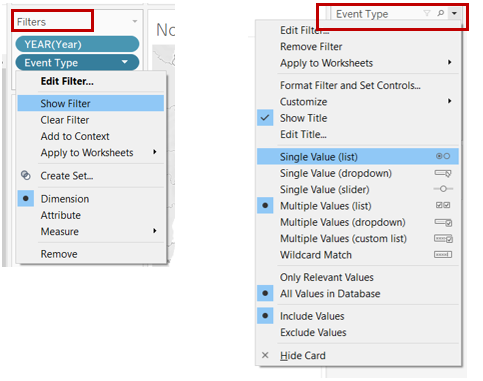 Filters
No
YEAR(Year)
Event Type
Edit Filter...
Show Filter
Clear Filter
Add to Context
Apply to Worksheets
Create Set...
Dimension
Attribute
Measure
Remove
Event Type
Edit Filter...
Remove Filter
Apply to Worksheets
Format Filter and Set Controls...
Customize
Show Title
Edit Title...
Single Value (list)
Single Value (dropdown)
Single Value (slider)
Multiple Values (list)
Multiple Values (dropdown)
Multiple Values (custom list)
Wildcard Match
Only Relevant Values
All Values in Database
Include Values
Exclude Values
Hide Card